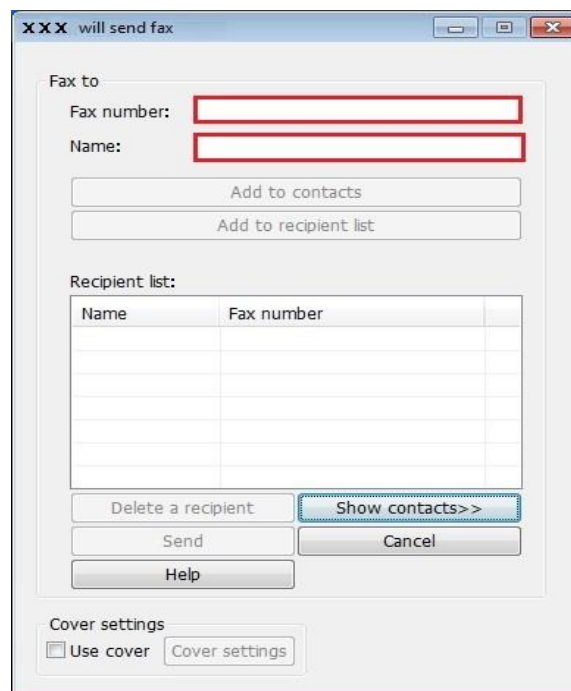 XXX will send fax
Fax to
Fax number:
Name:
Add to contacts
Add to recipient list
Recipient list:
Name Fax number
Delete a recipient Show contacts>>
Send Cancel
Help
Cover settings
Use cover Cover settings